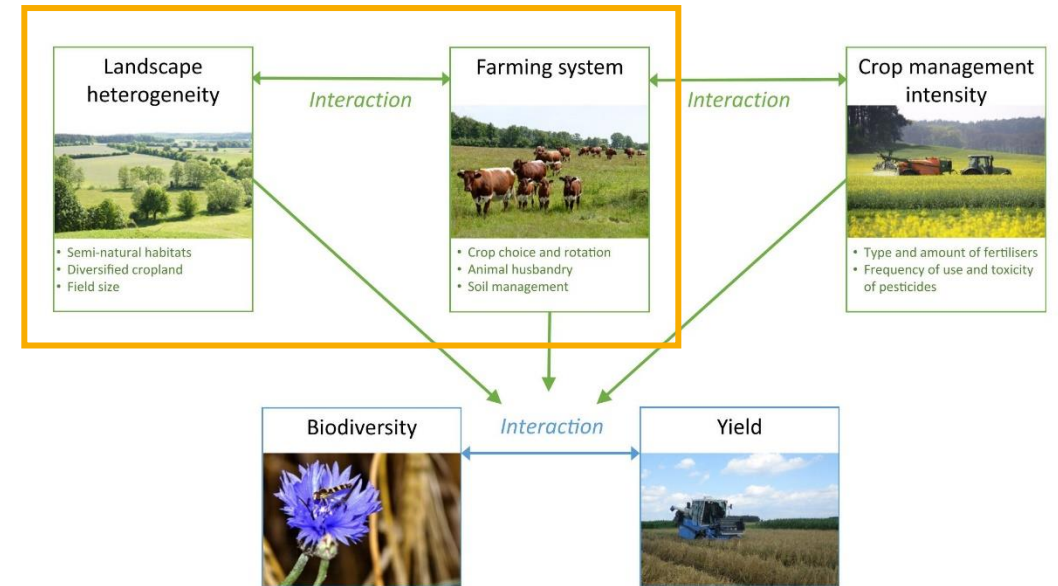 Landscape
heterogeneity
Interaction
Farming system
Interaction
Crop management
intensity
• Semi-natural habitats
• Diversified cropland
• Field size
• Crop choice and rotation
• Animal husbandry
• Soil management
• Type and amount of fertilisers
• Frequency of use and toxicity
of pesticides
Biodiversity
Interaction
Yield